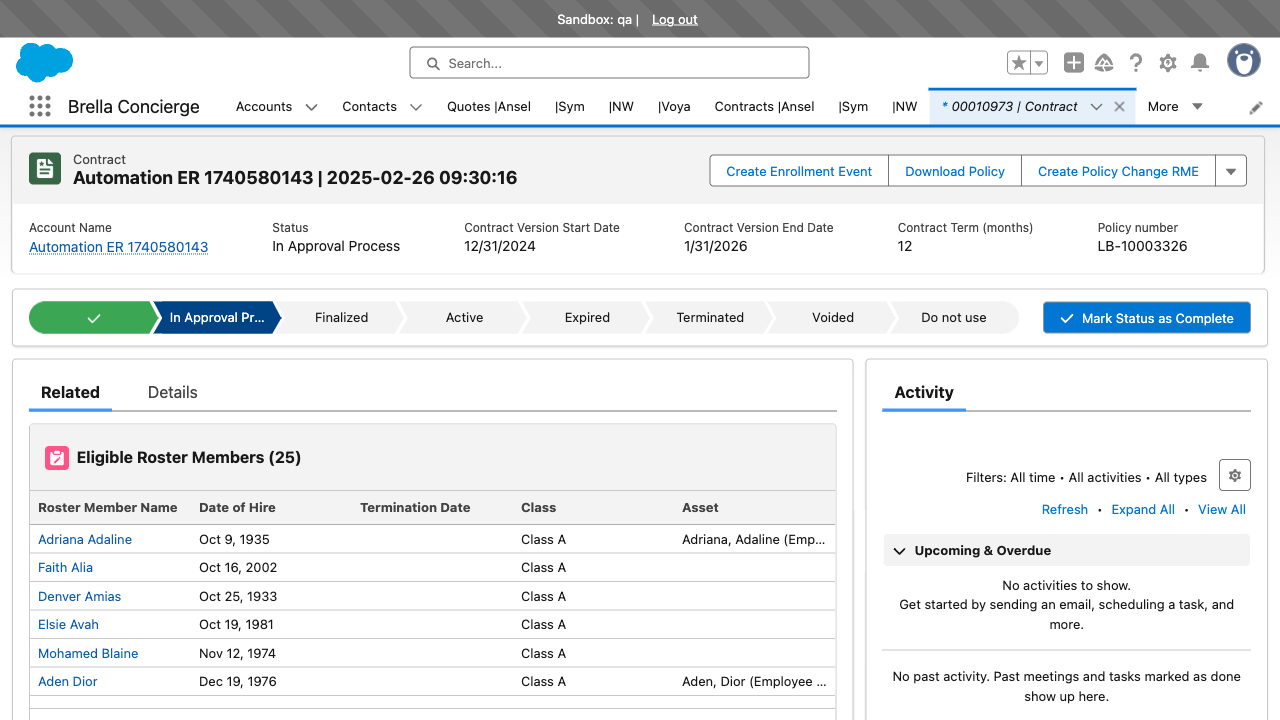 Sandbox: qa | Log out
Search...
Brella Concierge
Accounts
Contacts
Quotes |Ansel
|Sym
|NW
|Voya
Contracts |Ansel
|Sym
|NW
* 00010973 | Contract
More
Contract
Automation ER 1740580143 | 2025-02-26 09:30:16
Create Enrollment Event
Download Policy
Create Policy Change RME
Account Name
Automation ER 1740580143
Status
In Approval Process
Contract Version Start Date
12/31/2024
Contract Version End Date
1/31/2026
Contract Term (months)
12
Policy number
LB-10003326
In Approval Pr...
Finalized
Active
Expired
Terminated
Voided
Do not use
Mark Status as Complete
Related
Details
Eligible Roster Members (25)
Roster Member Name Date of Hire Termination Date Class Asset
Adriana Adaline Oct 9, 1935 Class A Adriana, Adaline (Emp...
Faith Alia Oct 16, 2002 Class A
Denver Amias Oct 25, 1933 Class A
Elsie Avah Oct 19, 1981 Class A
Mohamed Blaine Nov 12, 1974 Class A
Aden Dior Dec 19, 1976 Class A Aden, Dior (Employee ...
Activity
Filters: All time • All activities • All types
Refresh • Expand All • View All
Upcoming & Overdue
No activities to show.
Get started by sending an email, scheduling a task, and
more.
No past activity. Past meetings and tasks marked as done
show up here.